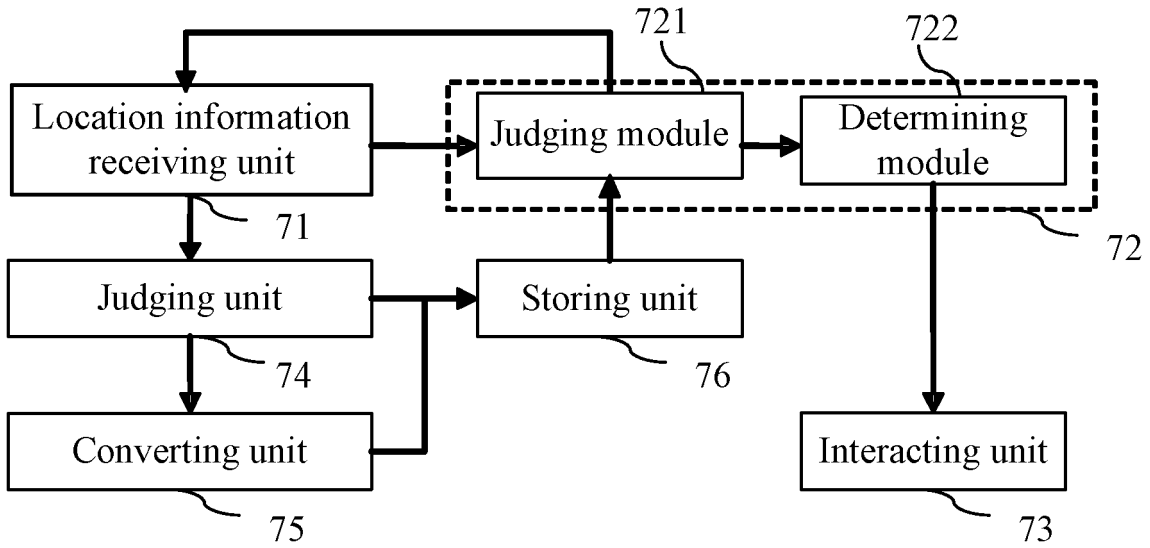 721
722
Location information
receiving unit
Judging module
Determining
module
71
72
Judging unit
Storing unit
74
76
Converting unit
Interacting unit
75
73